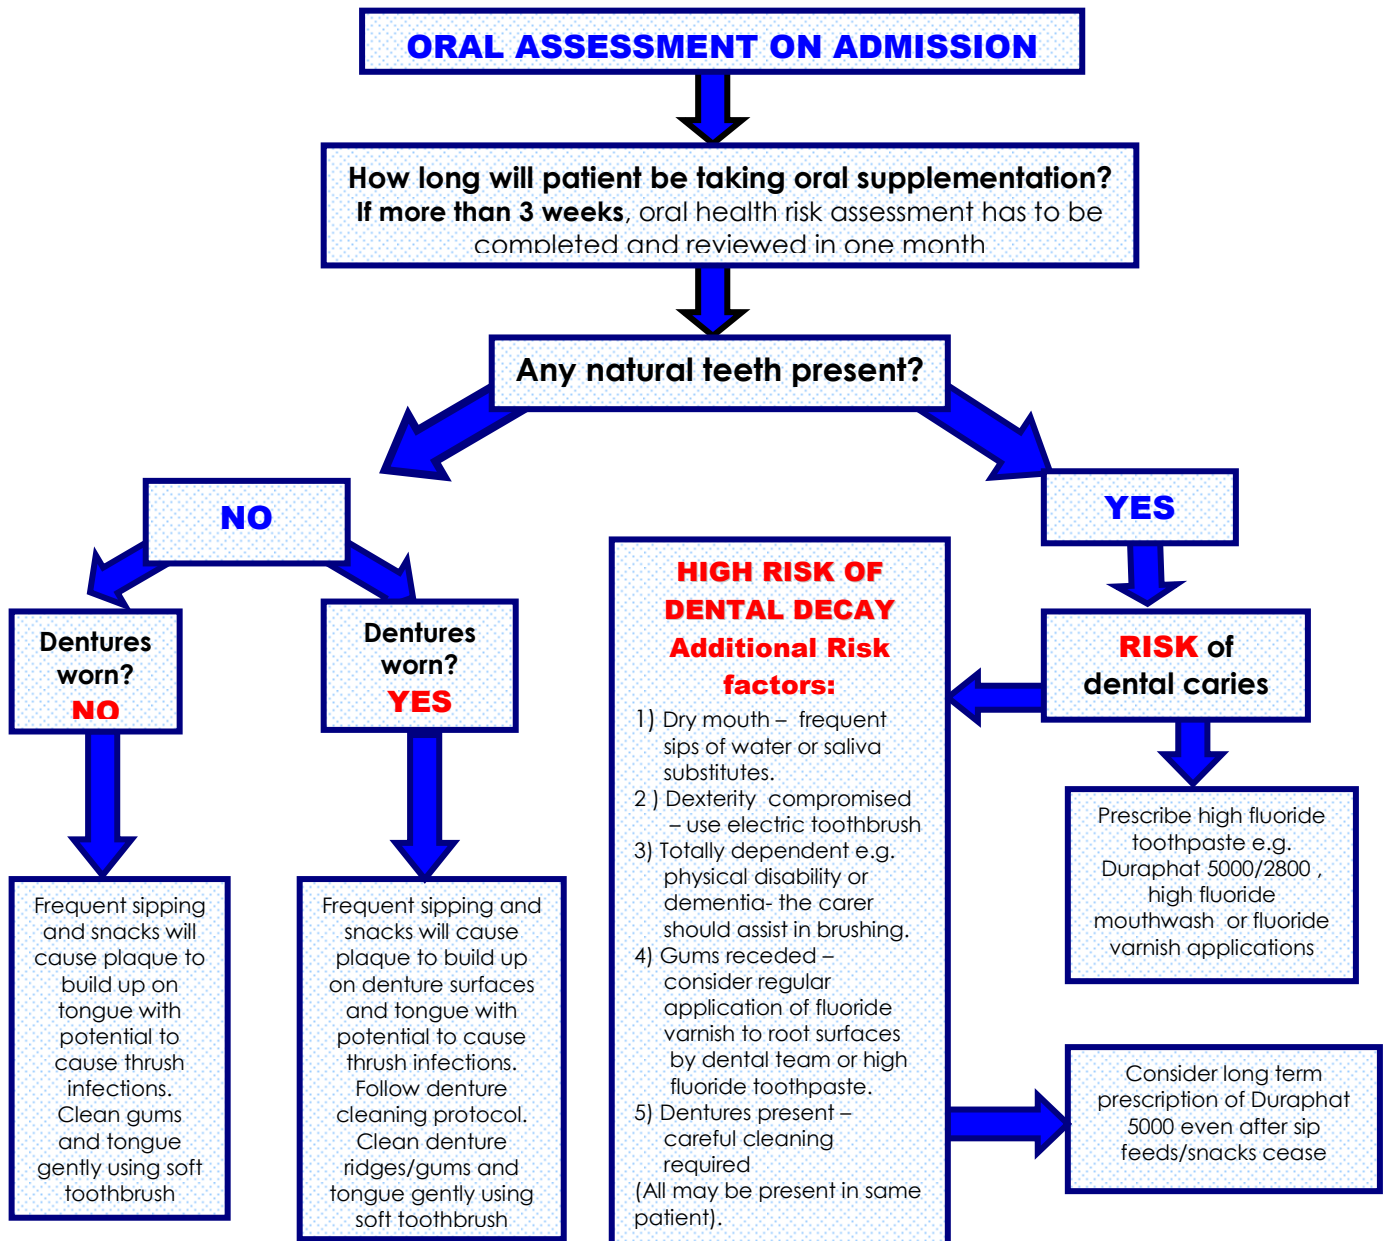 ORAL ASSESSMENT ON ADMISSION
How long will patient be taking oral supplementation?
If more than 3 weeks, oral health risk assessment has to be
completed and reviewed in one month
Any natural teeth present?
NO
YES
Dentures
worn?
NO
Dentures
worn?
YES
HIGH RISK OF
DENTAL DECAY
Additional Risk
factors:
1) Dry mouth – frequent
sips of water or saliva
substitutes.
2 ) Dexterity compromised
– use electric toothbrush
3) Totally dependent e.g.
physical disability or
dementia- the carer
should assist in brushing.
4) Gums receded –
consider regular
application of fluoride
varnish to root surfaces
by dental team or high
fluoride toothpaste.
5) Dentures present –
careful cleaning
required
(All may be present in same
patient).
RISK of
dental caries
Prescribe high fluoride
toothpaste e.g.
Duraphat 5000/2800 ,
high fluoride
mouthwash or fluoride
varnish applications
Frequent sipping
and snacks will
cause plaque to
build up on
tongue with
potential to
cause thrush
infections.
Clean gums
and tongue
gently using soft
toothbrush
Frequent sipping and
snacks will cause
plaque to build up
on denture surfaces
and tongue with
potential to cause
thrush infections.
Follow denture
cleaning protocol.
Clean denture
ridges/gums and
tongue gently using
soft toothbrush
Consider long term
prescription of Duraphat
5000 even after sip
feeds/snacks cease